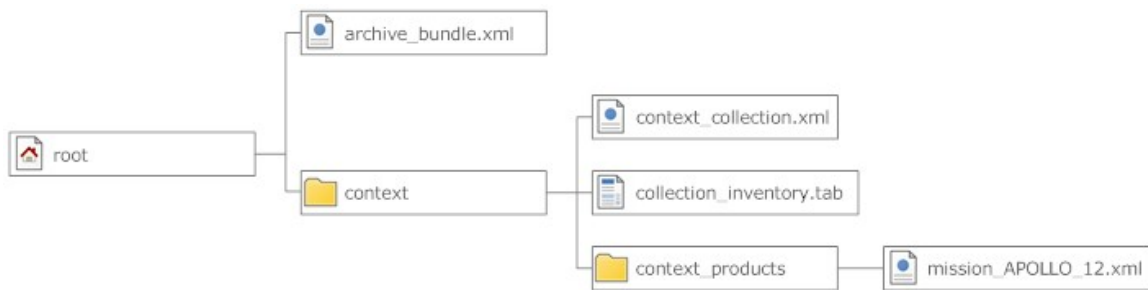 root
archive_bundle.xml
context
context_collection.xml
collection_inventory.tab
context_products
mission_APOLLO_12.xml